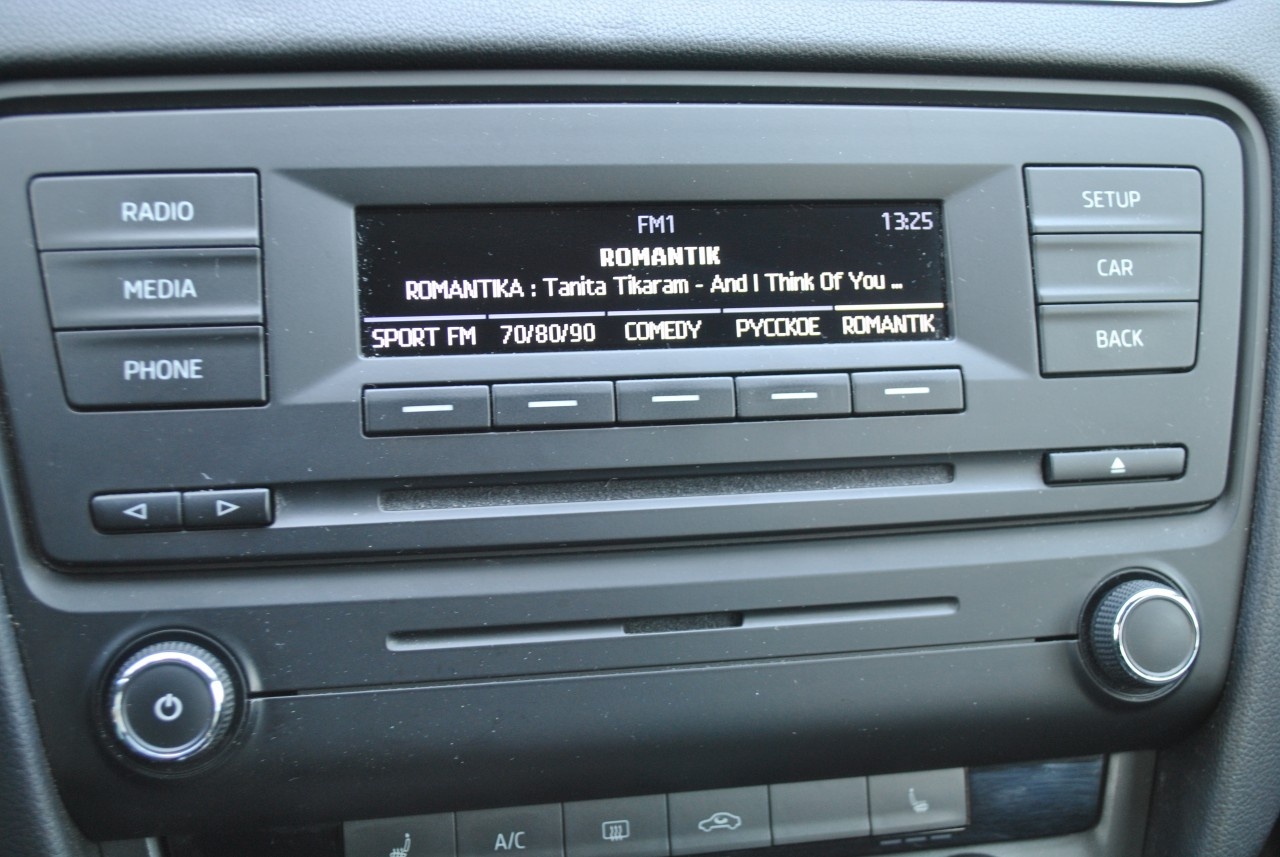 FM1 13:25
ROMANTIK
ROMANTIKA : Tanita Tikaram - And I Think Of You ...
SPORT FM 70/80/90 COMEDY РУССКОЕ ROMANTIK
RADIO
MEDIA
PHONE
SETUP
CAR
BACK
A/C